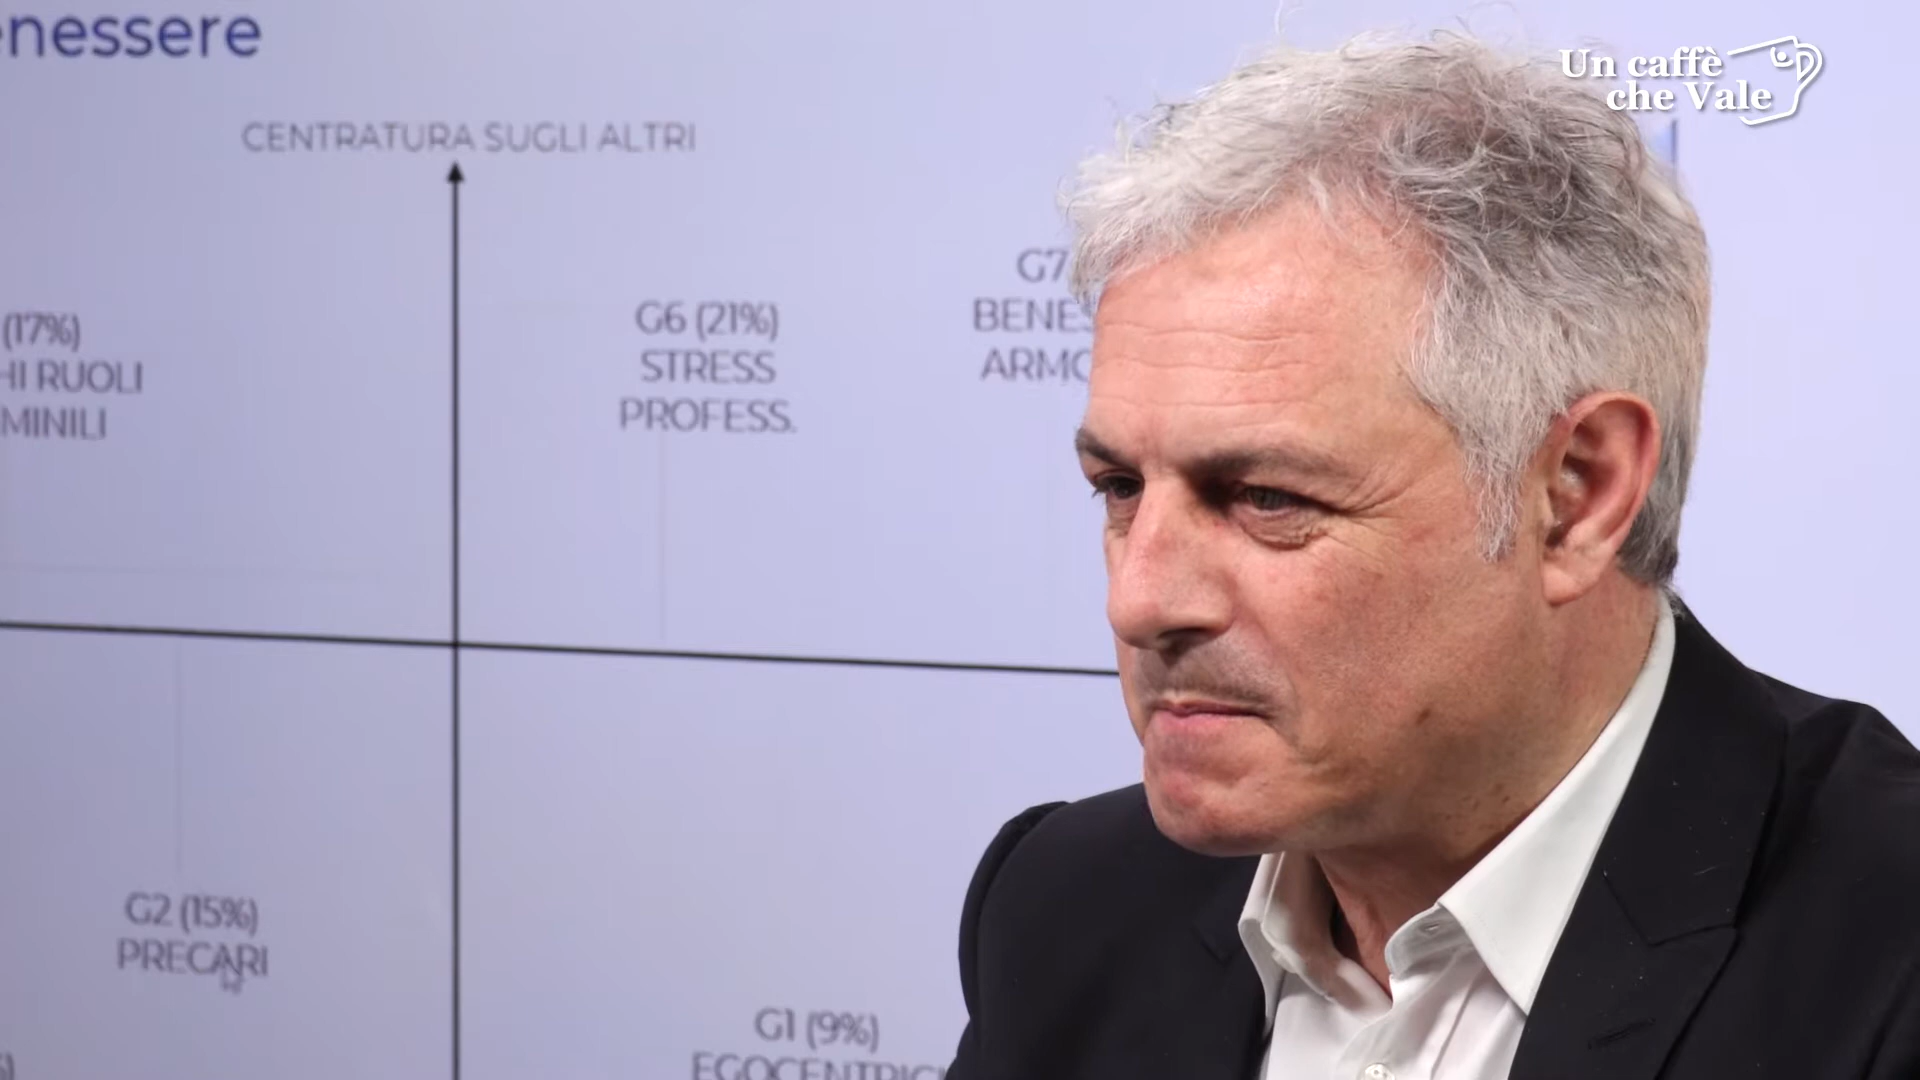 enessere
Un caffè
che Vale
CENTRATURA SUGLI ALTRI
(17%)
HI RUOLI
MINILI
G6 (21%)
STRESS
PROFESS.
G7
BENES
ARMO
G2 (15%)
PRECARI
G1 (9%)
EGOCENTRICI